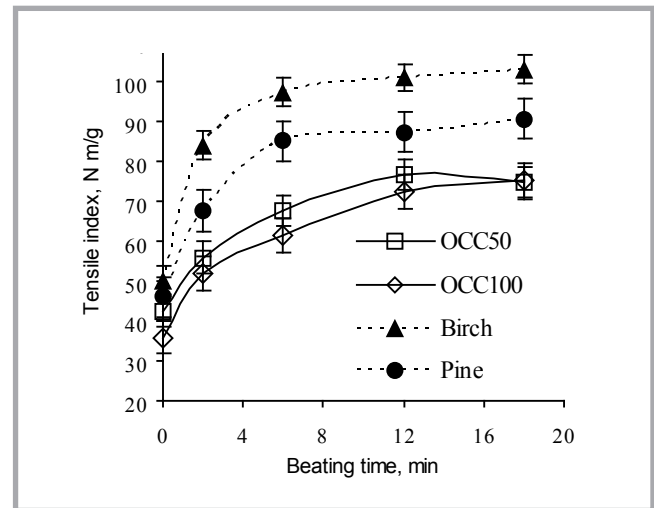 Tensile index, N m/g
100
90
80
70
60
50
40
30
20
OCC50
OCC100
Birch
Pine
0 4 8 12 16 20
Beating time, min